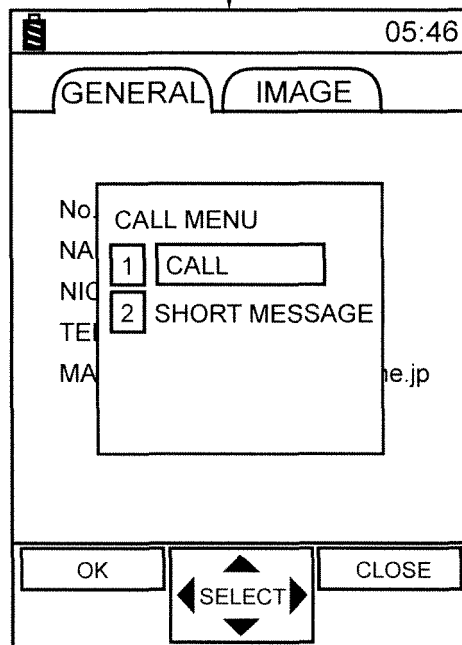 05:46
GENERAL IMAGE
No.
NA
NIC
TE
MA
e.jp
CALL MENU
1 CALL
2 SHORT MESSAGE
OK SELECT CLOSE